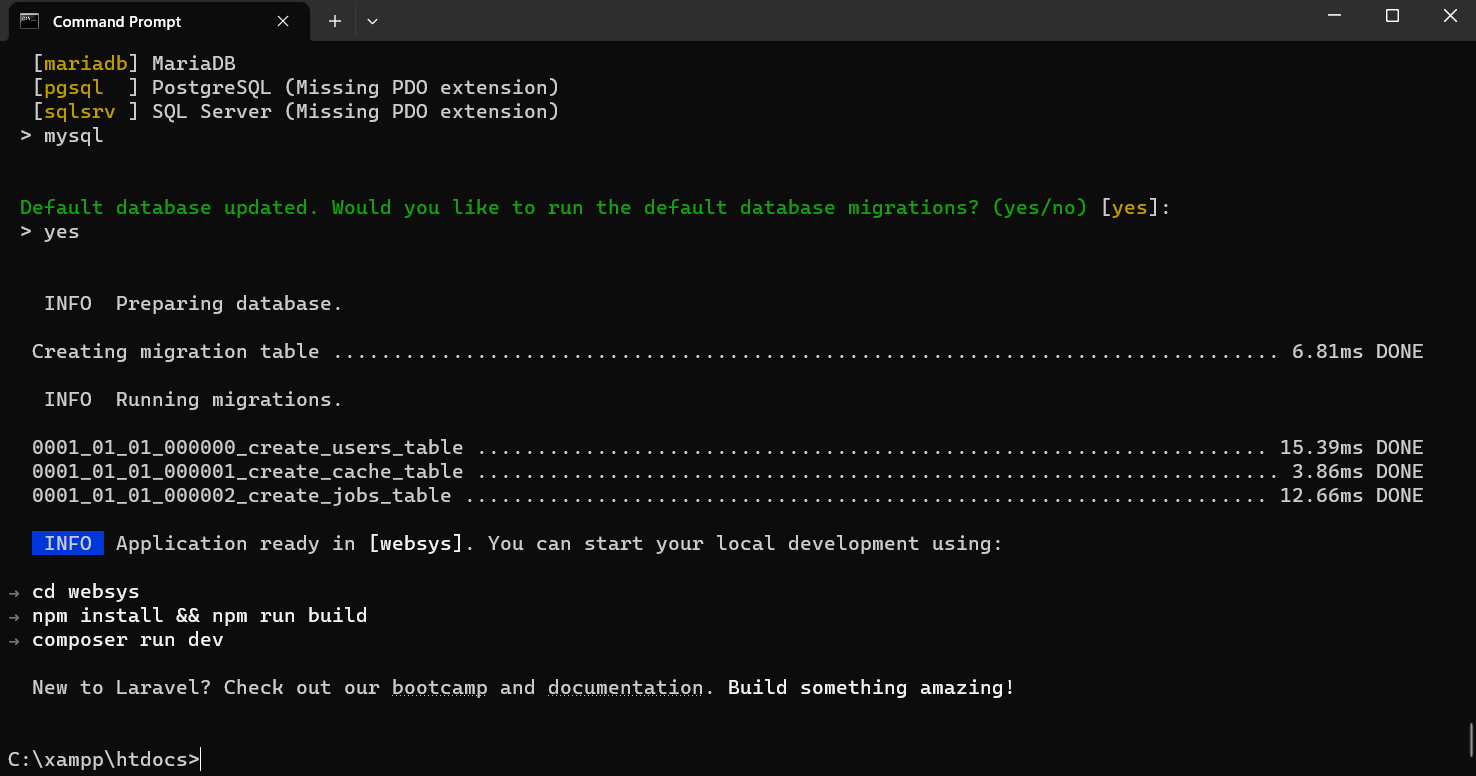 Command Prompt
[mariadb] MariaDB
[pgsql  ] PostgreSQL (Missing PDO extension)
[sqlsrv ] SQL Server (Missing PDO extension)
> mysql
Default database updated. Would you like to run the default database migrations? (yes/no) [yes]:
> yes
INFO  Preparing database.
Creating migration table ............................................................................... 6.81ms DONE
INFO  Running migrations.
0001_01_01_000000_create_users_table .................................................................. 15.39ms DONE
0001_01_01_000001_create_cache_table ................................................................... 3.86ms DONE
0001_01_01_000002_create_jobs_table ................................................................... 12.66ms DONE
INFO  Application ready in [websys]. You can start your local development using:
→ cd websys
→ npm install && npm run build
→ composer run dev
New to Laravel? Check out our bootcamp and documentation. Build something amazing!
C:\xampp\htdocs>